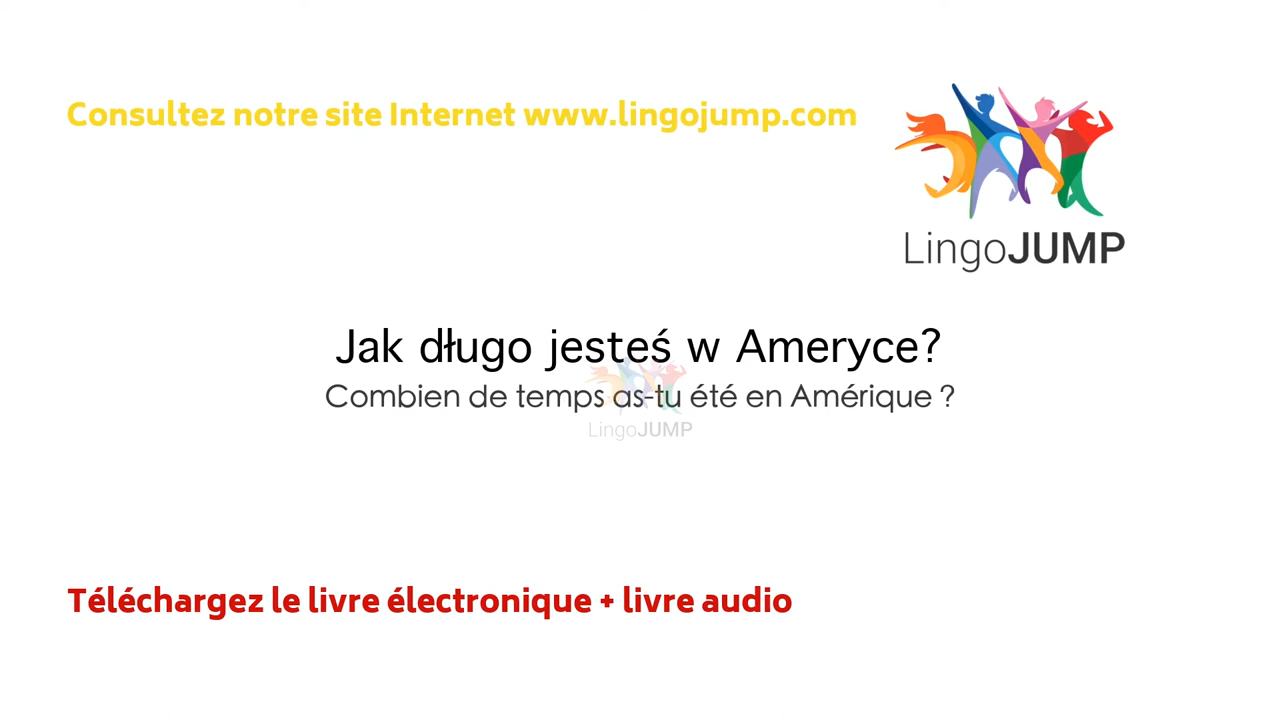 Consultez notre site Internet www.lingojump.com
LingoJUMP
Jak długo jesteś w Ameryce?
Combien de temps as-tu été en Amérique ?
LingoJUMP
Téléchargez le livre électronique + livre audio